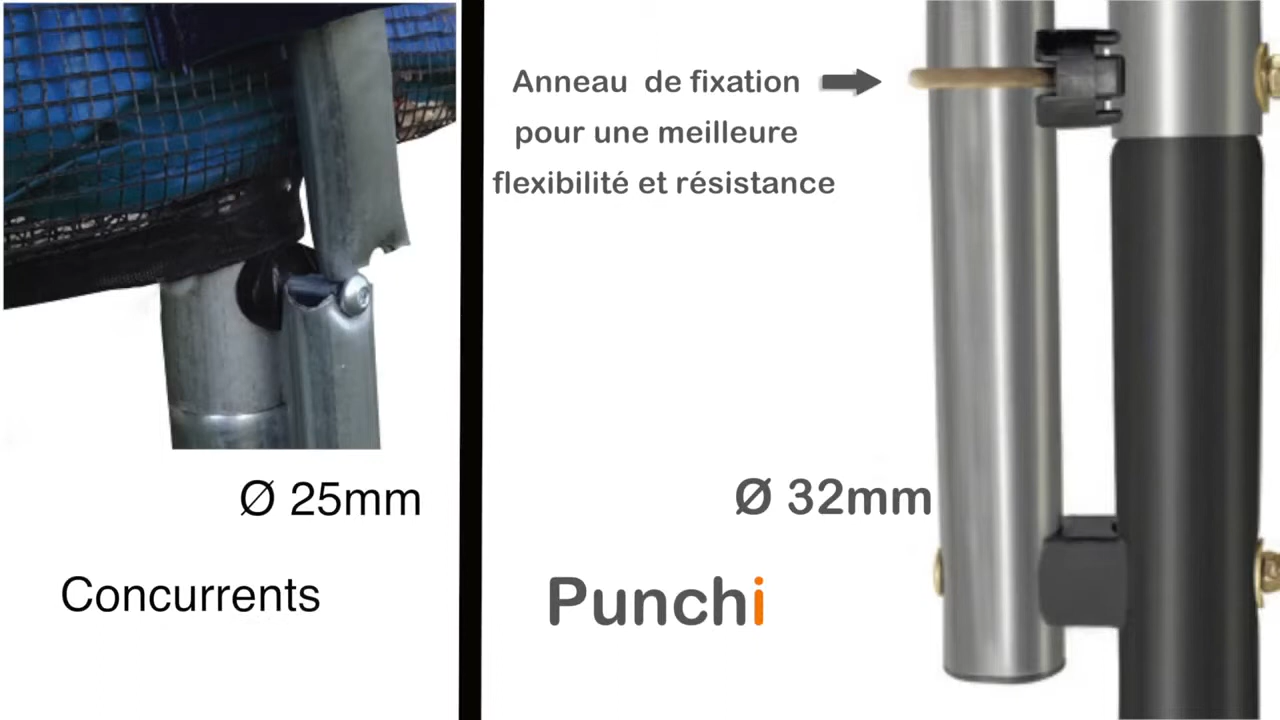 Ø 25mm
Concurrents
Anneau de fixation
pour une meilleure
flexibilité et résistance
Ø 32mm
Punchi